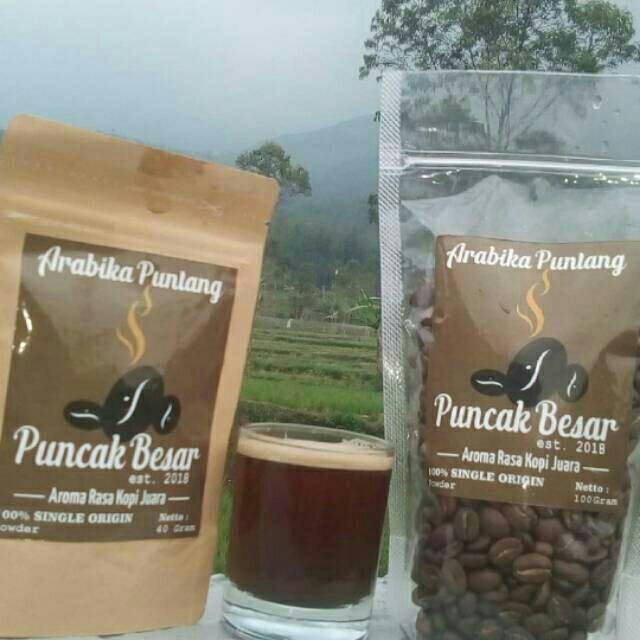 Arabika Puntang
Puncak Besar
est. 2018
Aroma Rasa Kopi Juara
00% SINGLE ORIGIN
owder
Netto :
40 Gram
Arabika Puntang
Puncak Besar
est. 2018
Aroma Rasa Kopi Juara
100% SINGLE ORIGIN
owder
Netto :
100Gram